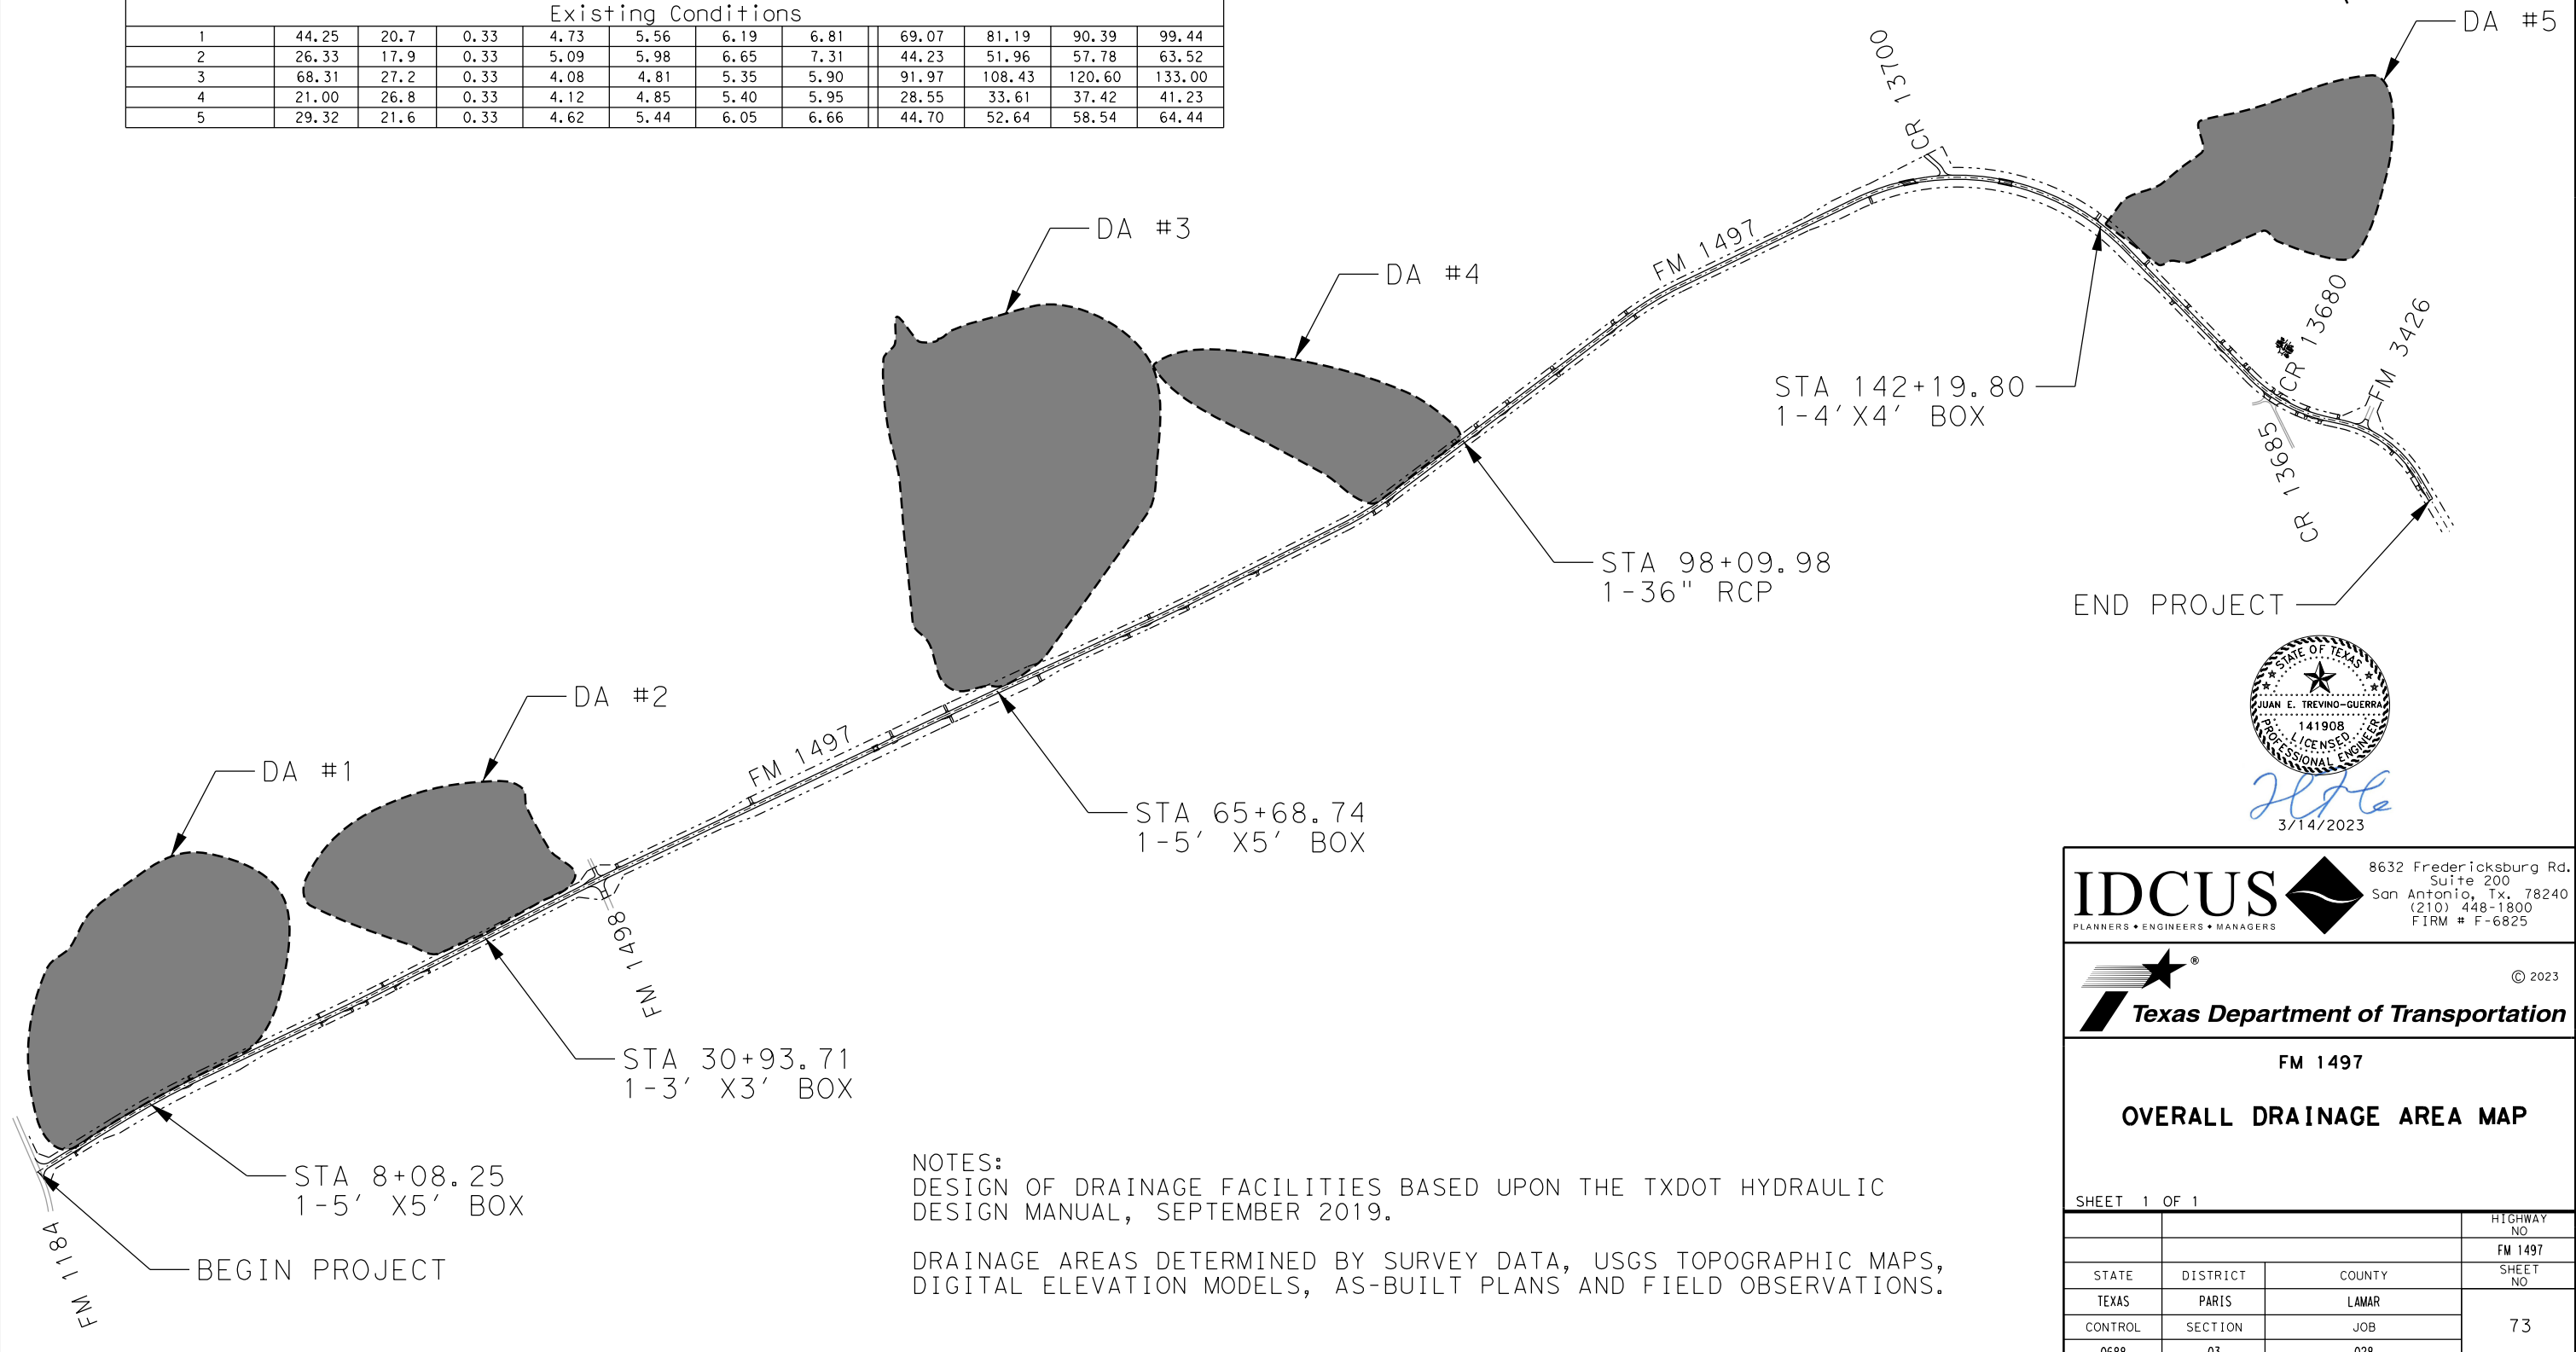 Existing Conditions
1 44.25 20.7 0.33 4.73 5.56 6.19 6.81 69.07 81.19 90.39 99.44
2 26.33 17.9 0.33 5.09 5.98 6.65 7.31 44.23 51.96 57.78 63.52
3 68.31 27.2 0.33 4.08 4.81 5.35 5.90 91.97 108.43 120.60 133.00
4 21.00 26.8 0.33 4.12 4.85 5.40 5.95 28.55 33.61 37.42 41.23
5 29.32 21.6 0.33 4.62 5.44 6.05 6.66 44.70 52.64 58.54 64.44
DA #5
CR 13700
DA #3
FM 1497
DA #4
CR 13680
FM 3426
STA 142+19.80
1-4'X4' BOX
CR 13685
STA 98+09.98
1-36" RCP
END PROJECT
STATE OF TEXAS
JUAN E. TREVINO-GUERRA
141908
LICENSED
PROFESSIONAL ENGINEER
3/14/2023
DA #2
FM 1497
DA #1
STA 65+68.74
1-5' X5' BOX
FM 1498
STA 30+93.71
1-3' X3' BOX
STA 8+08.25
1-5' X5' BOX
FM 1184
BEGIN PROJECT
NOTES:
DESIGN OF DRAINAGE FACILITIES BASED UPON THE TXDOT HYDRAULIC
DESIGN MANUAL, SEPTEMBER 2019.
DRAINAGE AREAS DETERMINED BY SURVEY DATA, USGS TOPOGRAPHIC MAPS,
DIGITAL ELEVATION MODELS, AS-BUILT PLANS AND FIELD OBSERVATIONS.
IDCUS
PLANNERS ♦ ENGINEERS ♦ MANAGERS
8632 Fredericksburg Rd.
Suite 200
San Antonio, Tx. 78240
(210) 448-1800
FIRM # F-6825
®
© 2023
Texas Department of Transportation
FM 1497
OVERALL DRAINAGE AREA MAP
SHEET 1 OF 1
HIGHWAY
NO
FM 1497
STATE DISTRICT COUNTY SHEET
NO
TEXAS PARIS LAMAR
CONTROL SECTION JOB 73
0688 03 028